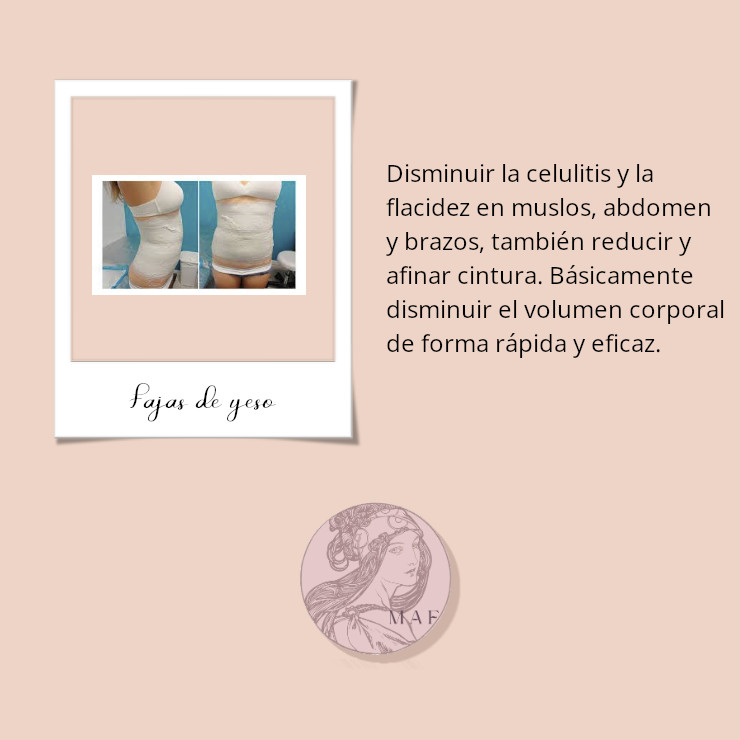 Disminuir la celulitis y la
flacidez en muslos, abdomen
y brazos, también reducir y
afinar cintura. Básicamente
disminuir el volumen corporal
de forma rápida y eficaz.
Fajas de yeso
MAE